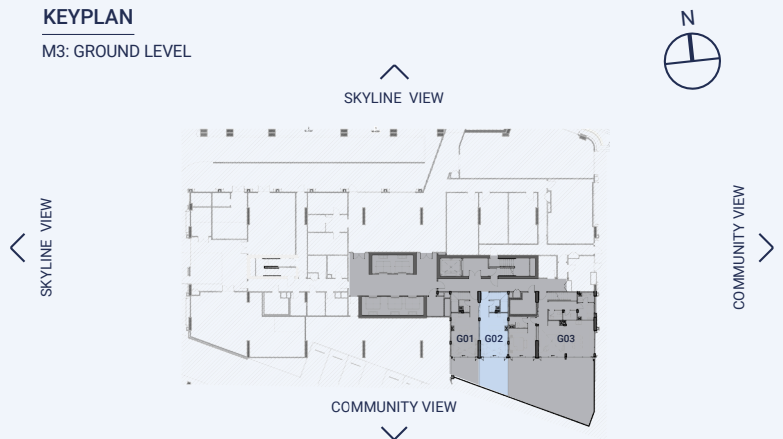 KEYPLAN
M3: GROUND LEVEL
N
SKYLINE VIEW
SKYLINE VIEW
COMMUNITY VIEW
G01
G02
G03
COMMUNITY VIEW